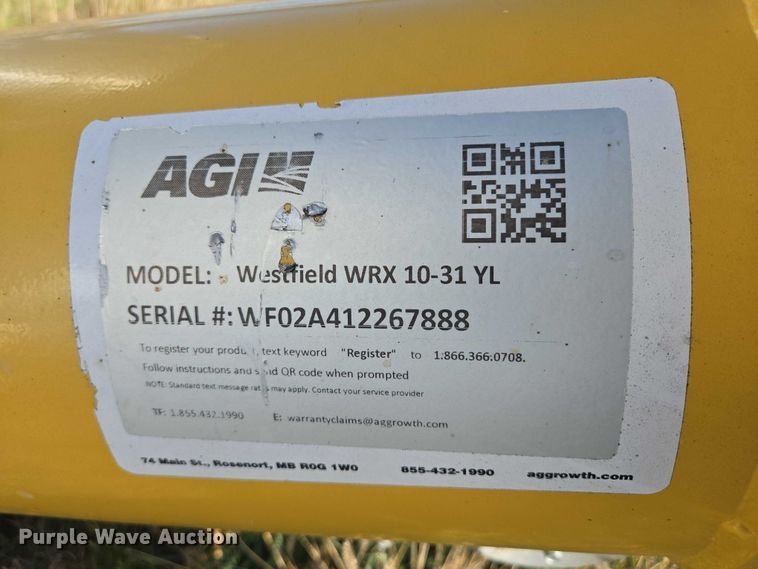 AGI
MODEL: Westfield WRX 10-31 YL
SERIAL #: WF02A412267888
To register your product, text keyword "Register" to 1.866.366.0708.
Follow instructions and send QR code when prompted
NOTE: Standard text message rates may apply. Contact your service provider
TF: 1.855.432.1990 E: warrantyclaims@aggrowth.com
74 Main St., Rosenort, MB R0G 1W0 855-432-1990 aggrowth.com
Purple Wave Auction